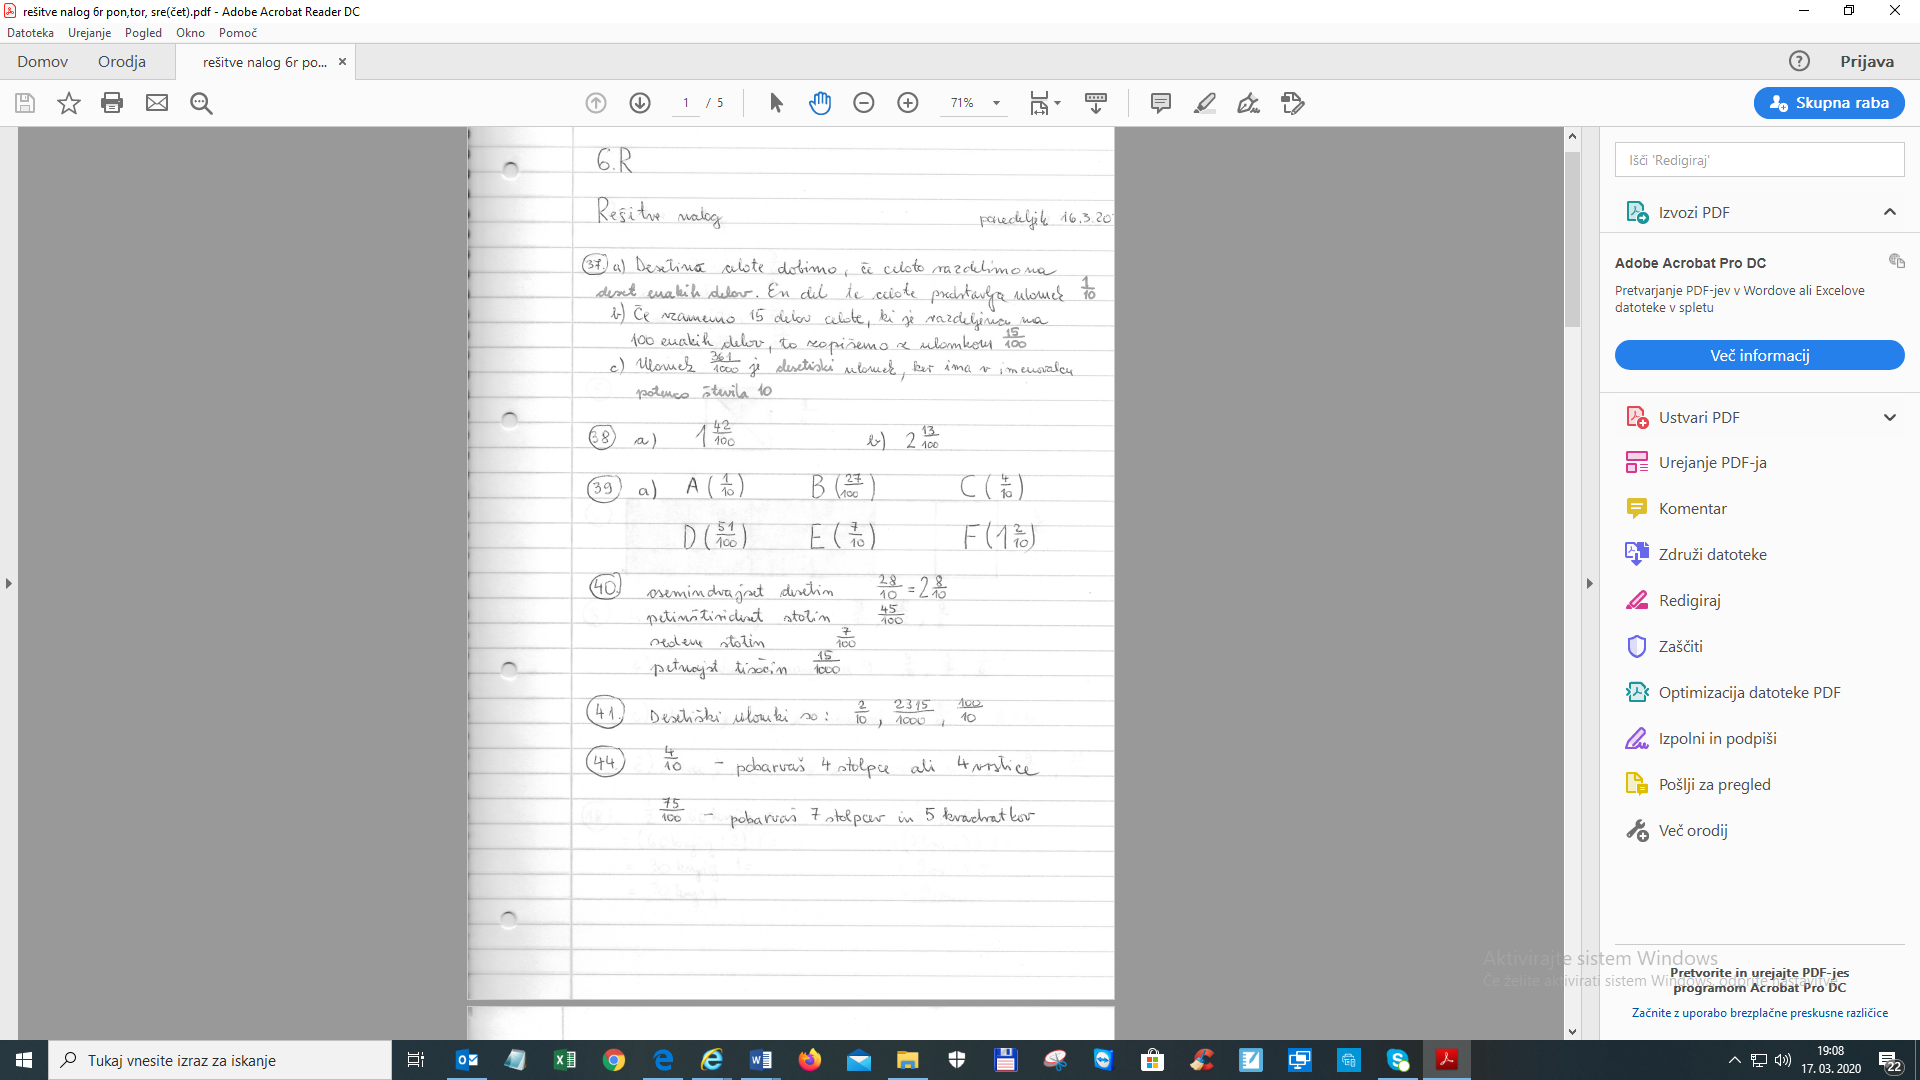 rešitve nalog 6r pon,tor, sre(čet).pdf - Adobe Acrobat Reader DC
Datoteka Urejanje Pogled Okno Pomoč
Domov Orodja rešitve nalog 6r po... × Prijava
1 / 5 71% Skupna raba
6.R
Rešitve nalog ponedeljek 16.3.20
37. a) Desetina celote dobimo, če celoto razdelimo na
deset enakih delov. En del te celote predstavlja ulomek 1/10
b) Če vzamemo 15 delov celote, ki je razdeljena na
100 enakih delov, to zapišemo z ulomkom 15/100
c) Ulomek 361/1000 je desetiški ulomek, ker ima v imenovalcu
potenco števila 10
38 a) 1 42/100 b) 2 13/100
39 a) A (1/10) B (27/100) C (4/10)
D (51/100) E (7/10) F (1 2/10)
40. osemindvajset desetin 28/10 = 2 8/10
petinštirideset stotin 45/100
sedem stotin 7/100
petnajst tisočin 15/1000
41. Desetiški ulomki so: 2/10, 2315/1000, 100/10
44. 4/10 - pobarvaš 4 stolpce ali 4 vrstice
75/100 - pobarvaš 7 stolpcev in 5 kvadratkov
Išči 'Redigiraj'
Izvozi PDF
Adobe Acrobat Pro DC
Pretvarjanje PDF-jev v Wordove ali Excelove
datoteke v spletu
Več informacij
Ustvari PDF
Urejanje PDF-ja
Komentar
Združi datoteke
Redigiraj
Zaščiti
Optimizacija datoteke PDF
Izpolni in podpiši
Pošlji za pregled
Več orodij
Aktivirajte sistem Windows
Če želite aktivirati sistem Windows, odprite nastavitve.
Pretvorite in urejajte PDF-jes
programom Acrobat Pro DC
Začnite z uporabo brezplačne preskusne različice
Tukaj vnesite izraz za iskanje
19:08
17. 03. 2020
22